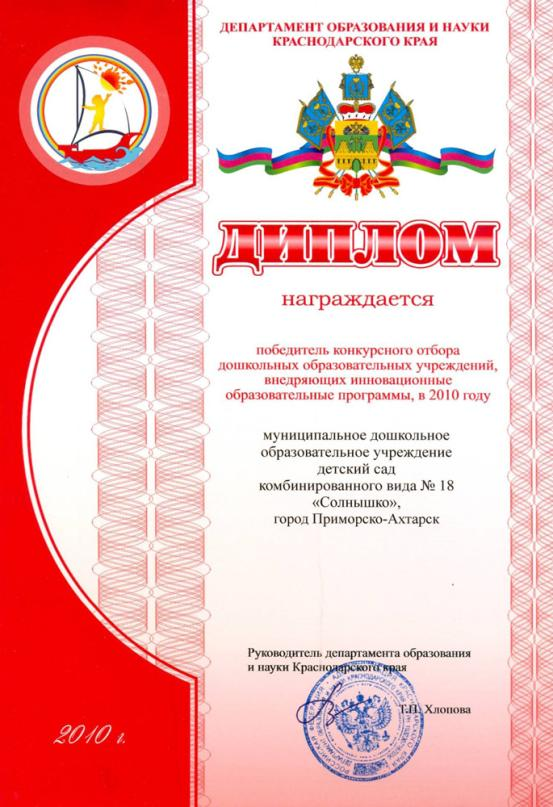 ДЕПАРТАМЕНТ ОБРАЗОВАНИЯ И НАУКИ
КРАСНОДАРСКОГО КРАЯ
ДИПЛОМ
награждается
победитель конкурсного отбора
дошкольных образовательных учреждений,
внедряющих инновационные
образовательные программы, в 2010 году
муниципальное дошкольное
образовательное учреждение
детский сад
комбинированного вида № 18
«Солнышко»,
город Приморско-Ахтарск
Руководитель департамента образования
и науки Краснодарского края
Т.П. Хлопова
2010 г.